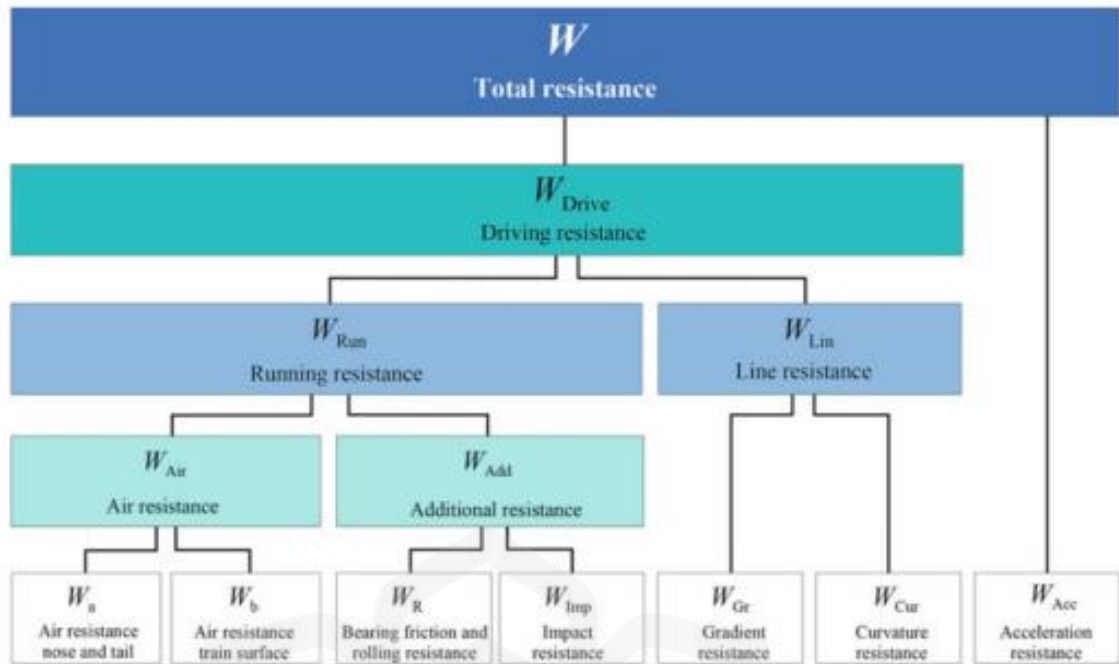 W
Total resistance
W Drive
Driving resistance
W Run
Running resistance
W Lin
Line resistance
W Air
Air resistance
W Add
Additional resistance
W a
Air resistance
nose and tail
W b
Air resistance
train surface
W R
Bearing friction and
rolling resistance
W Imp
Impact
resistance
W Gr
Gradient
resistance
W Cur
Curvature
resistance
W Acc
Acceleration
resistance